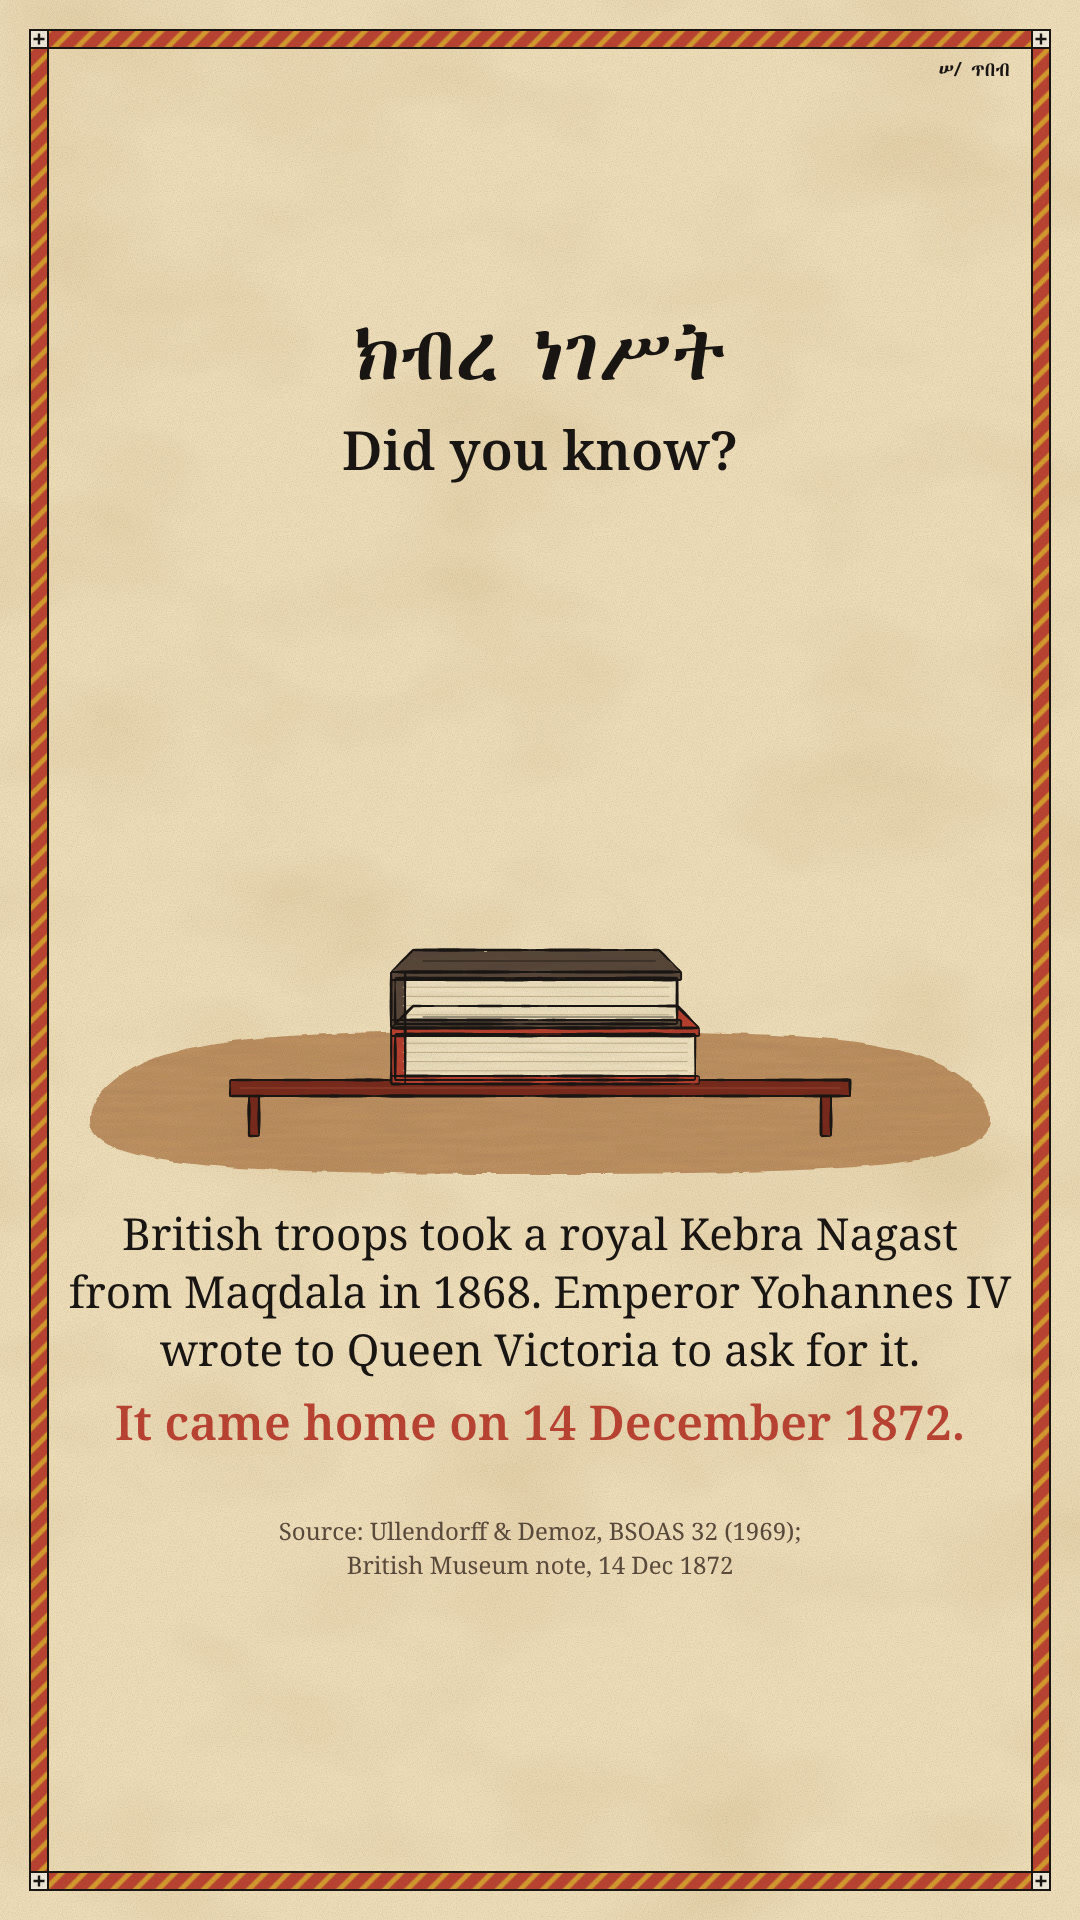 ሠ/ ጥበብ
ክብረ ነገሥት
Did you know?
British troops took a royal Kebra Nagast
from Maqdala in 1868. Emperor Yohannes IV
wrote to Queen Victoria to ask for it.
It came home on 14 December 1872.
Source: Ullendorff & Demoz, BSOAS 32 (1969);
British Museum note, 14 Dec 1872